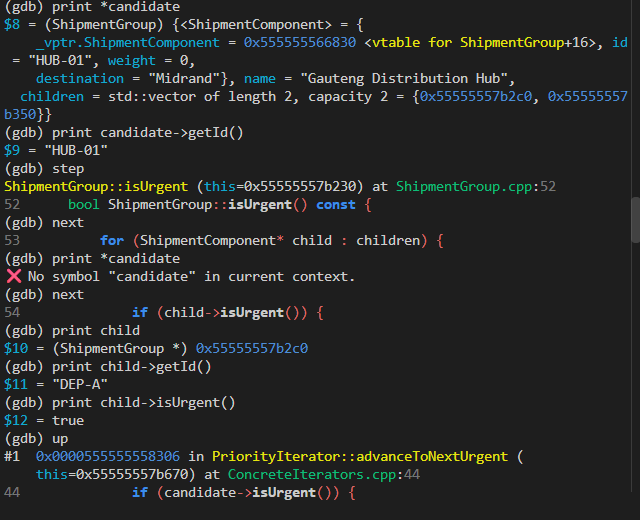 (gdb) print *candidate
$8 = (ShipmentGroup) {<ShipmentComponent> = {
    _vptr.ShipmentComponent = 0x555555566830 <vtable for ShipmentGroup+16>, id
 = "HUB-01", weight = 0,
    destination = "Midrand"}, name = "Gauteng Distribution Hub",
  children = std::vector of length 2, capacity 2 = {0x55555557b2c0, 0x55555557
b350}}
(gdb) print candidate->getId()
$9 = "HUB-01"
(gdb) step
ShipmentGroup::isUrgent (this=0x55555557b230) at ShipmentGroup.cpp:52
52      bool ShipmentGroup::isUrgent() const {
(gdb) next
53          for (ShipmentComponent* child : children) {
(gdb) print *candidate
❌ No symbol "candidate" in current context.
(gdb) next
54              if (child->isUrgent()) {
(gdb) print child
$10 = (ShipmentGroup *) 0x55555557b2c0
(gdb) print child->getId()
$11 = "DEP-A"
(gdb) print child->isUrgent()
$12 = true
(gdb) up
#1  0x0000555555558306 in PriorityIterator::advanceToNextUrgent (
    this=0x55555557b670) at ConcreteIterators.cpp:44
44              if (candidate->isUrgent()) {